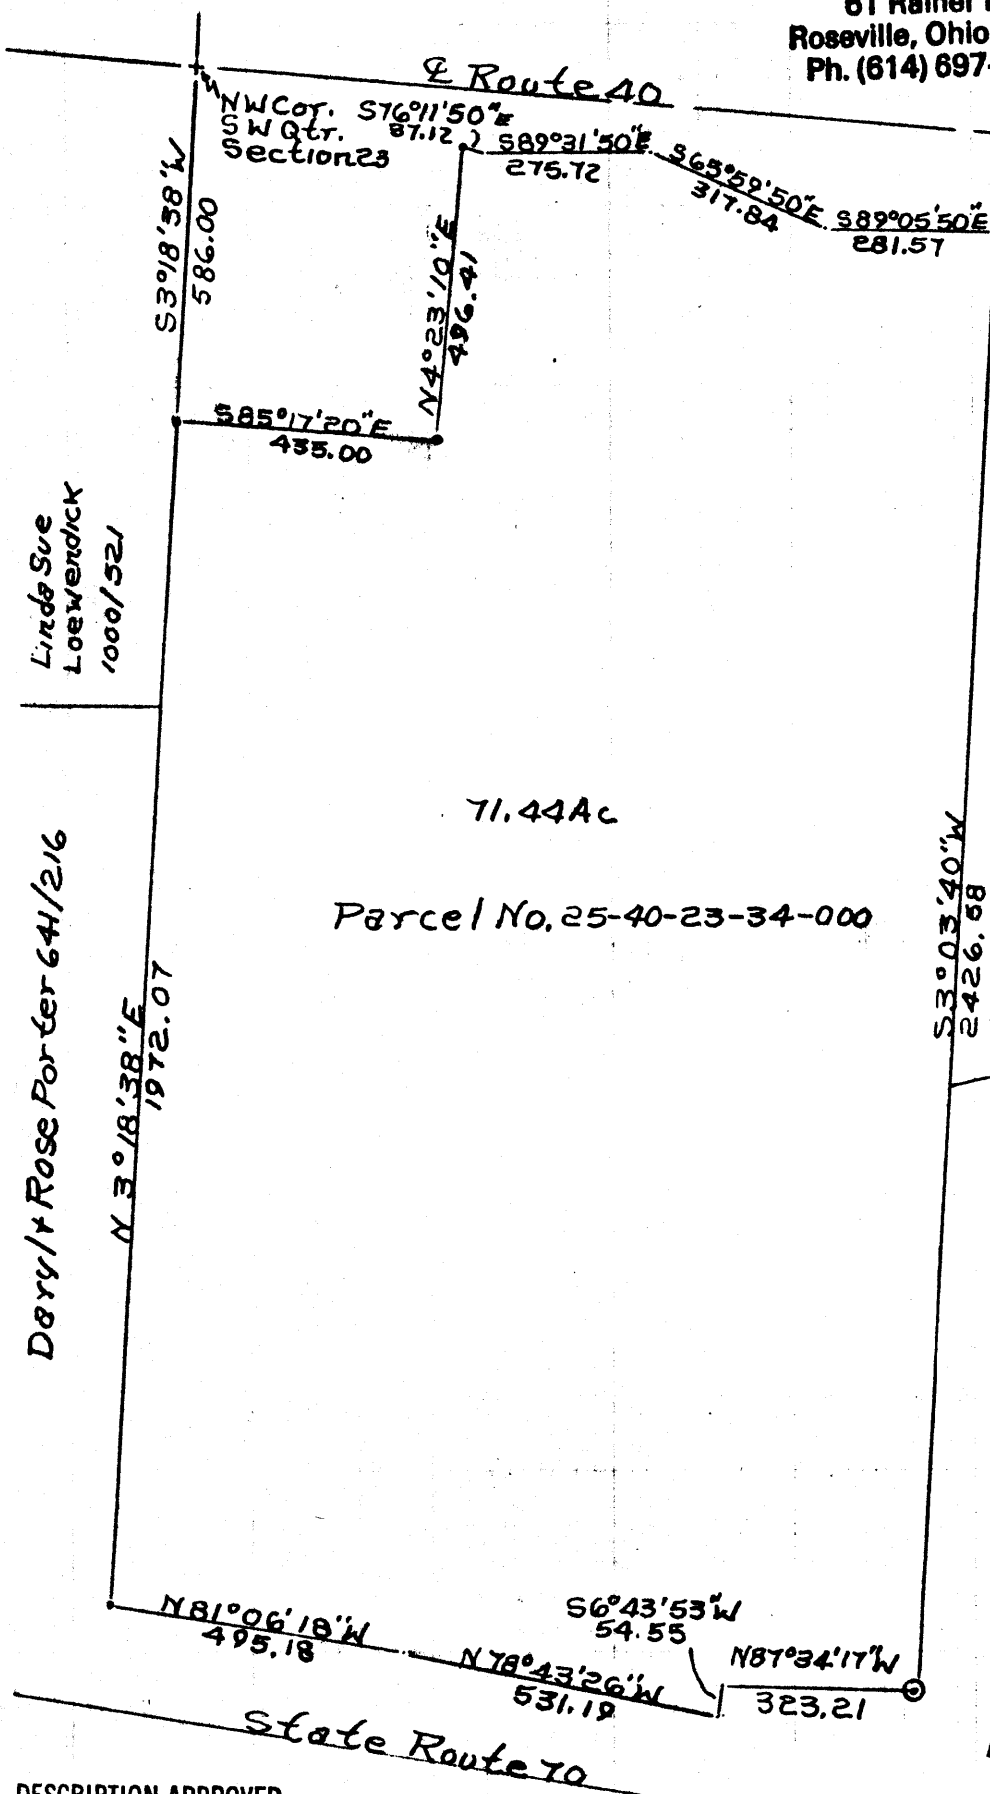 61 Rainer
Roseville, Ohio
Ph. (614) 697-
℄ Route 40
NW Cor.
SW Qtr.
Section 23
S76°11'50"E
87.12
S89°31'50"E
275.72
S65°59'50"E
317.84
S89°05'50"E
281.57
S3°18'38"W
586.00
N4°23'10"E
496.41
S85°17'20"E
435.00
Linda Sue
Loewendick
1000/521
71.44Ac
Parcel No. 25-40-23-34-000
Daryl & Rose Porter 641/216
N 3°18'38"E
1972.07
S3°03'40"W
2426.58
N81°06'18"W
495.18
N78°43'26"W
531.19
S6°43'53"W
54.55
N87°34'17"W
323.21
State Route 70
DESCRIPTION APPROVED